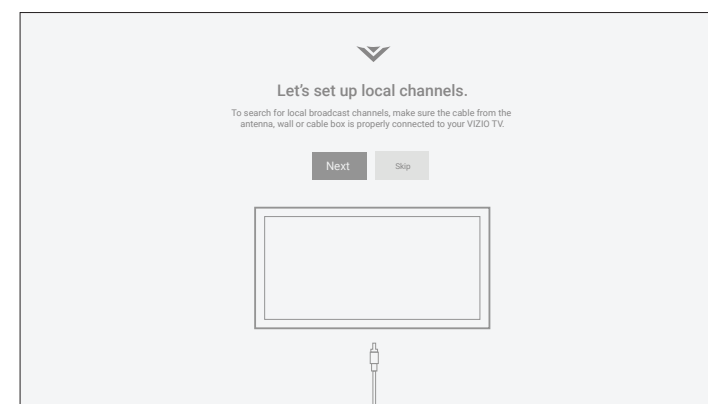 Let's set up local channels.
To search for local broadcast channels, make sure the cable from the
antenna, wall or cable box is properly connected to your VIZIO TV.
Next
Skip